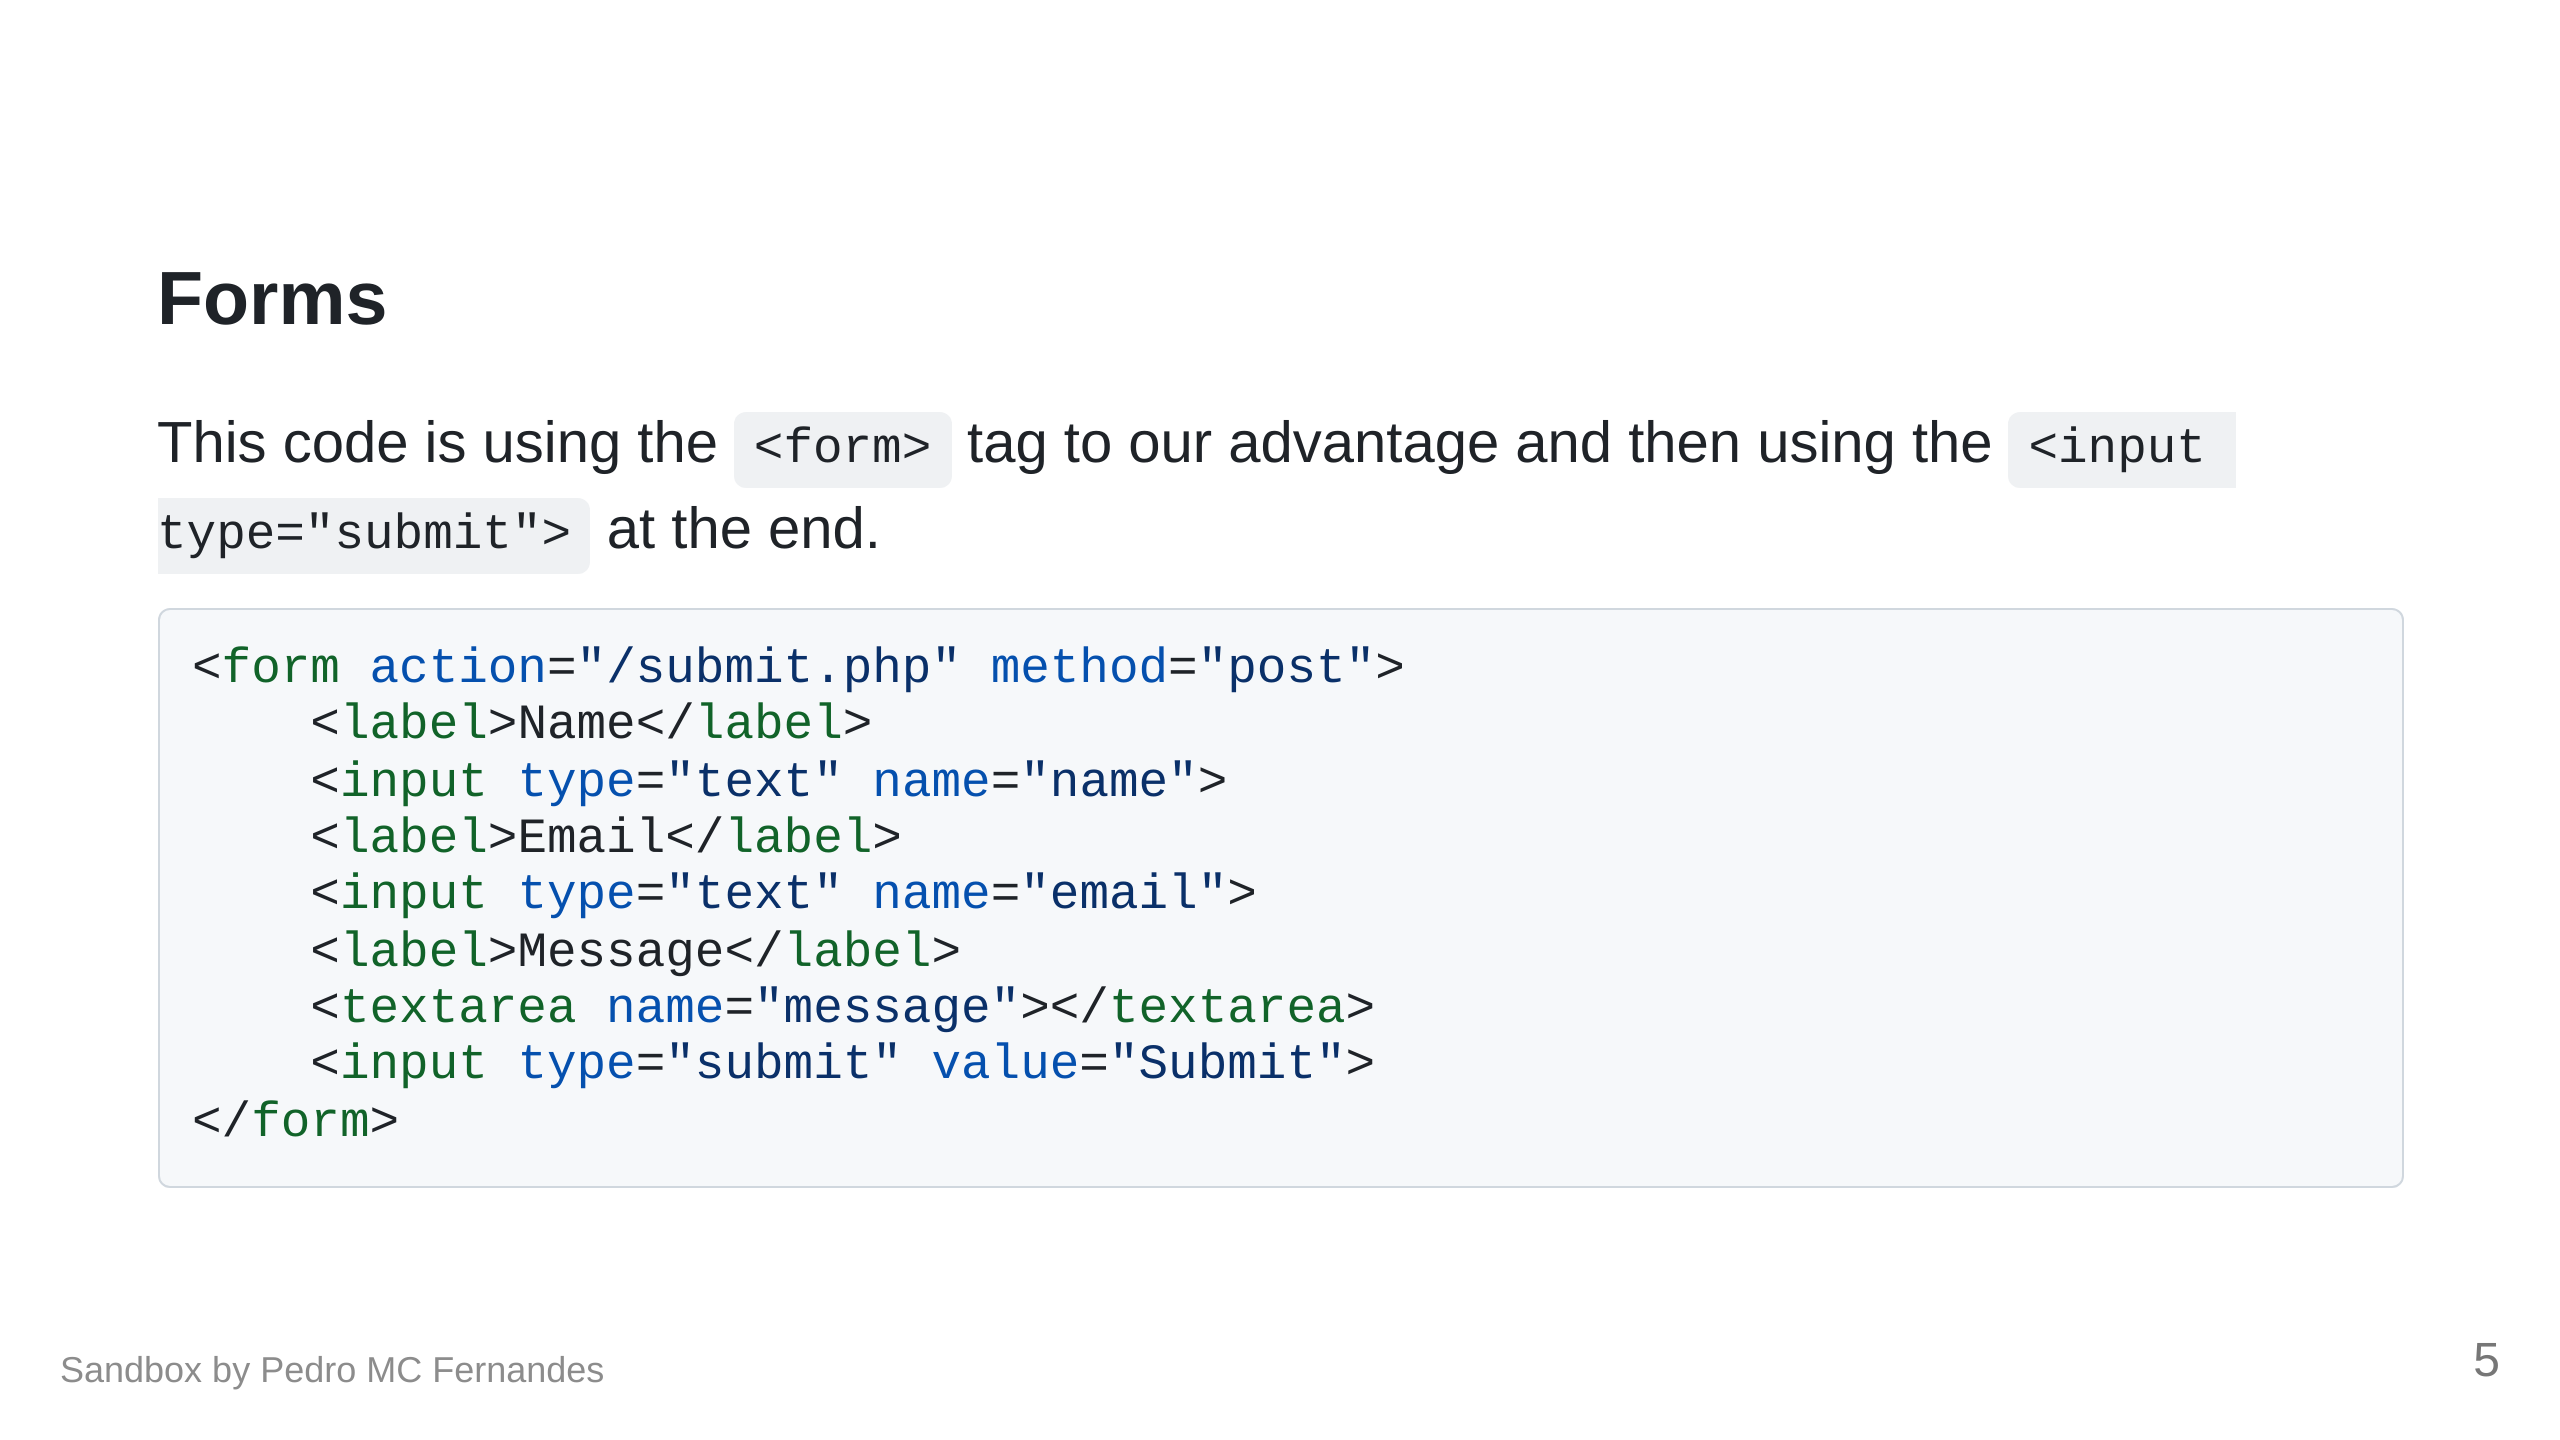 Forms
This code is using the <form> tag to our advantage and then using the <input
type="submit"> at the end.
<form action="/submit.php" method="post">
    <label>Name</label>
    <input type="text" name="name">
    <label>Email</label>
    <input type="text" name="email">
    <label>Message</label>
    <textarea name="message"></textarea>
    <input type="submit" value="Submit">
</form>
Sandbox by Pedro MC Fernandes
5